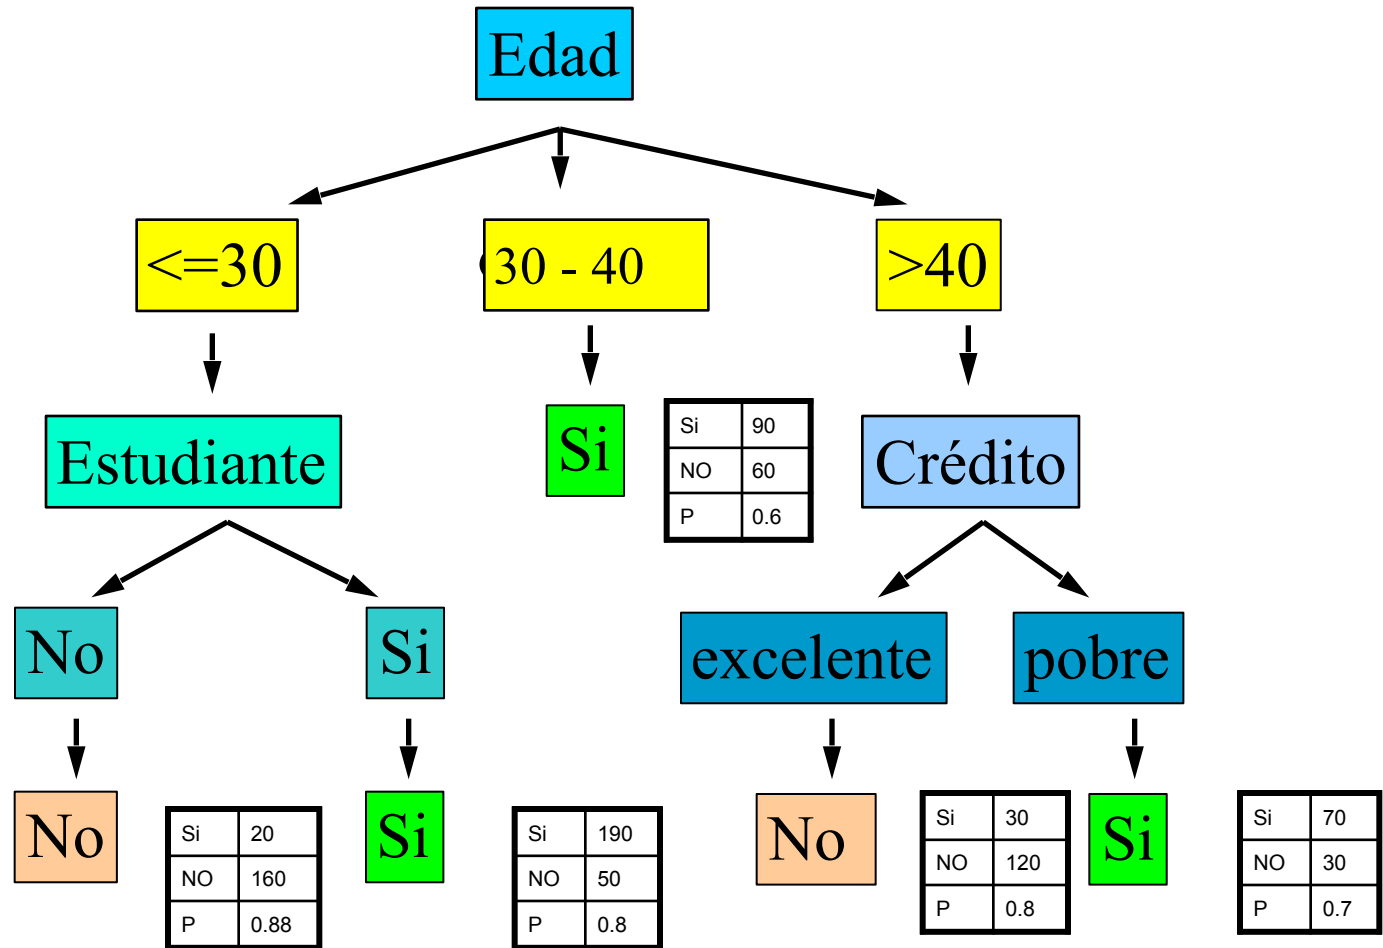 Edad
<=30
30 - 40
>40
Estudiante
Si
Si 90
NO 60
P 0.6
Crédito
No
Si
excelente
pobre
No
Si 20
NO 160
P 0.88
Si
Si 190
NO 50
P 0.8
No
Si 30
NO 120
P 0.8
Si
Si 70
NO 30
P 0.7